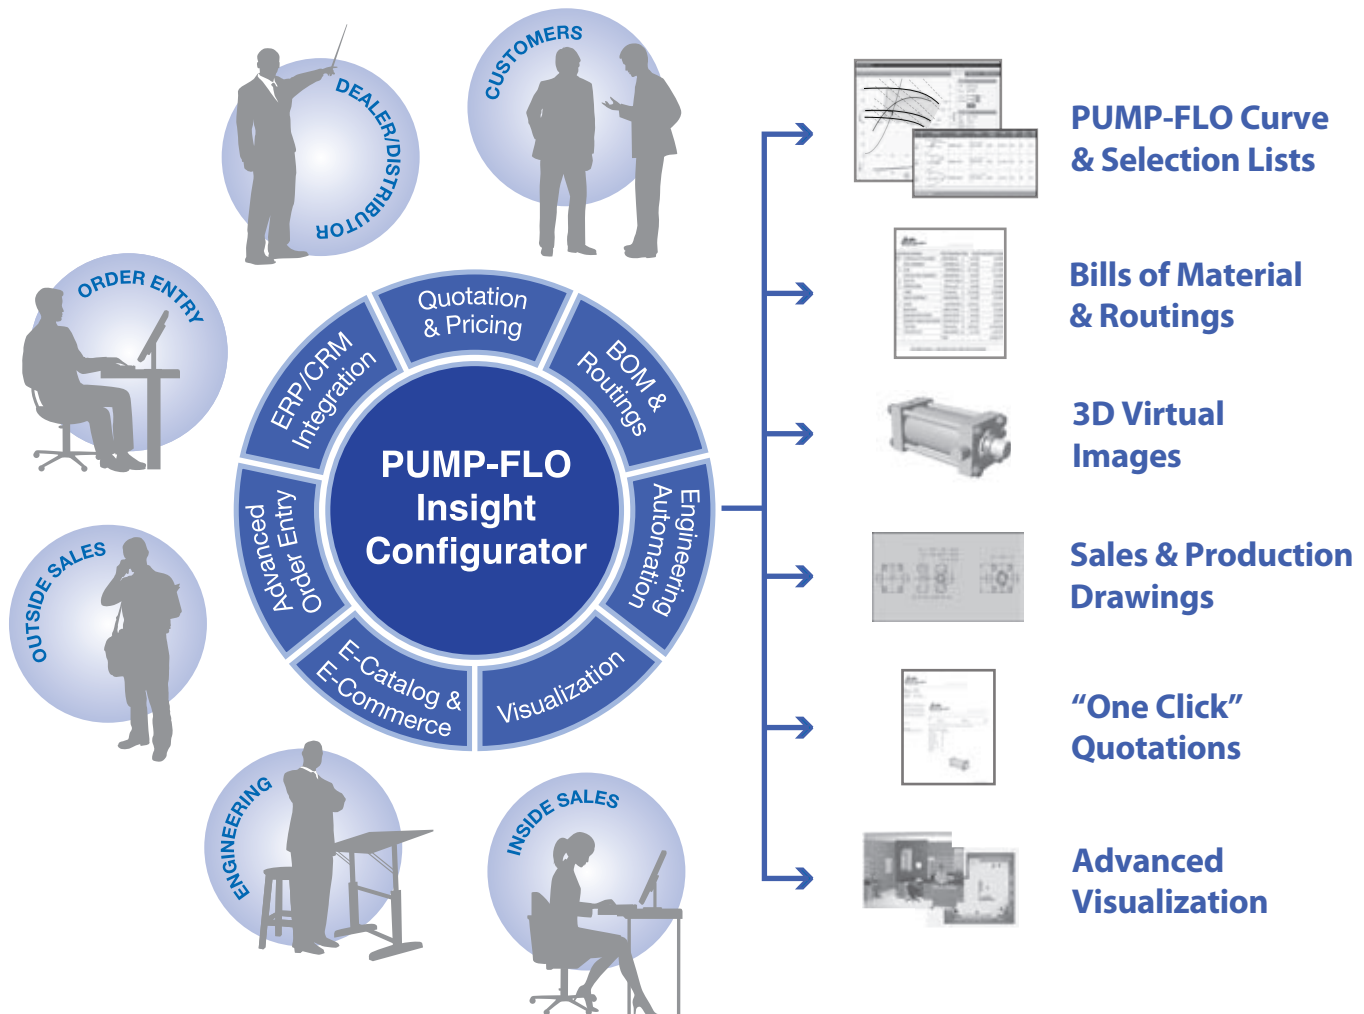 CUSTOMERS
DEALER/DISTRIBUTOR
ORDER ENTRY
OUTSIDE SALES
ENGINEERING
INSIDE SALES
Quotation
& Pricing
BOM &
Routings
Engineering
Automation
Visualization
E-Catalog &
E-Commerce
Advanced
Order Entry
ERP/CRM
Integration
PUMP-FLO
Insight
Configurator
PUMP-FLO Curve
& Selection Lists
Bills of Material
& Routings
3D Virtual
Images
Sales & Production
Drawings
“One Click”
Quotations
Advanced
Visualization